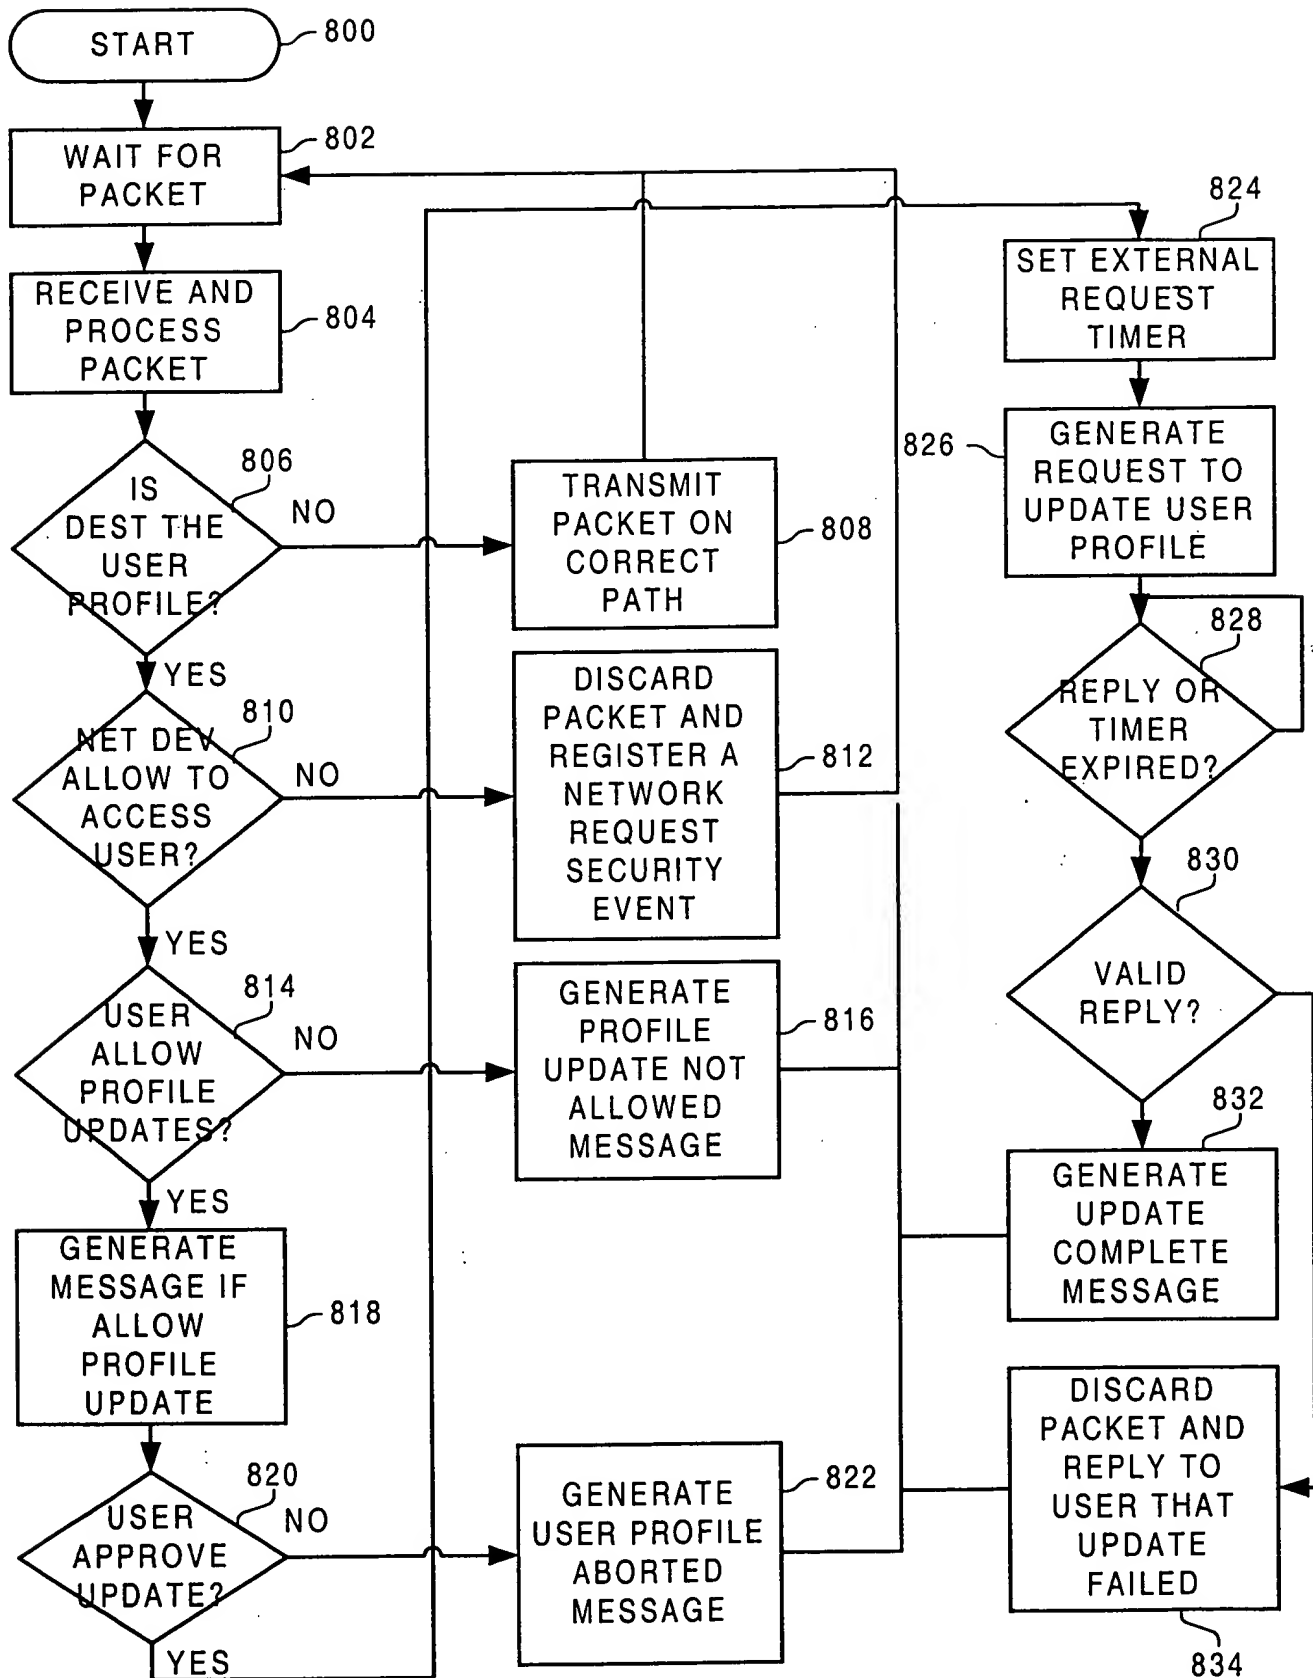 START
800
WAIT FOR
PACKET
802
RECEIVE AND
PROCESS
PACKET
804
IS
DEST THE
USER
PROFILE?
806
NO
YES
TRANSMIT
PACKET ON
CORRECT
PATH
808
NET DEV
ALLOW TO
ACCESS
USER?
810
NO
YES
DISCARD
PACKET AND
REGISTER A
NETWORK
REQUEST
SECURITY
EVENT
812
USER
ALLOW
PROFILE
UPDATES?
814
NO
YES
GENERATE
PROFILE
UPDATE NOT
ALLOWED
MESSAGE
816
GENERATE
MESSAGE IF
ALLOW
PROFILE
UPDATE
818
USER
APPROVE
UPDATE?
820
NO
YES
GENERATE
USER PROFILE
ABORTED
MESSAGE
822
824
SET EXTERNAL
REQUEST
TIMER
826
GENERATE
REQUEST TO
UPDATE USER
PROFILE
828
REPLY OR
TIMER
EXPIRED?
830
VALID
REPLY?
832
GENERATE
UPDATE
COMPLETE
MESSAGE
DISCARD
PACKET AND
REPLY TO
USER THAT
UPDATE
FAILED
834